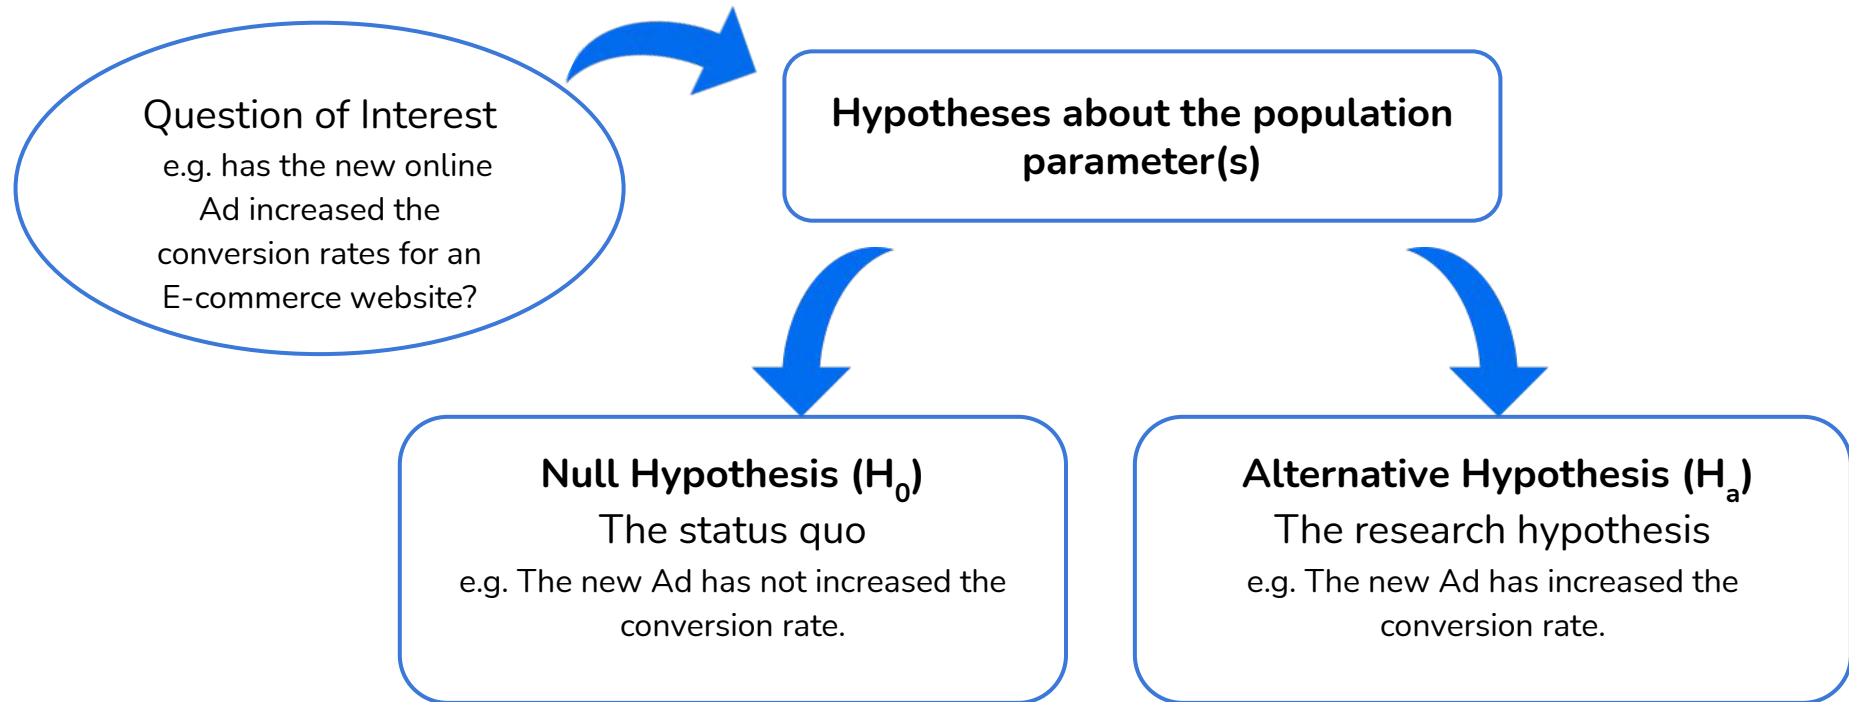 Question of Interest
e.g. has the new online
Ad increased the
conversion rates for an
E-commerce website?
Hypotheses about the population
parameter(s)
Null Hypothesis (H0)
The status quo
e.g. The new Ad has not increased the
conversion rate.
Alternative Hypothesis (Ha)
The research hypothesis
e.g. The new Ad has increased the
conversion rate.